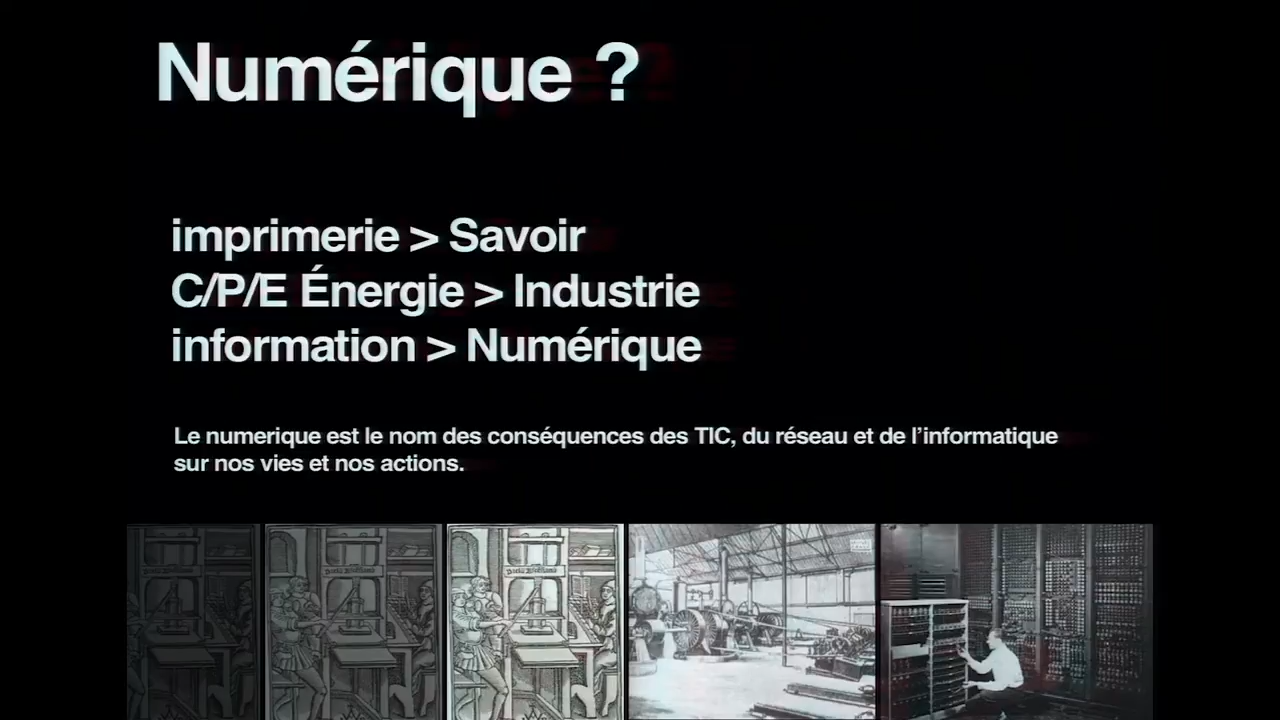 Numérique ?
imprimerie > Savoir
C/P/E Énergie > Industrie
information > Numérique
Le numerique est le nom des conséquences des TIC, du réseau et de l’informatique
sur nos vies et nos actions.